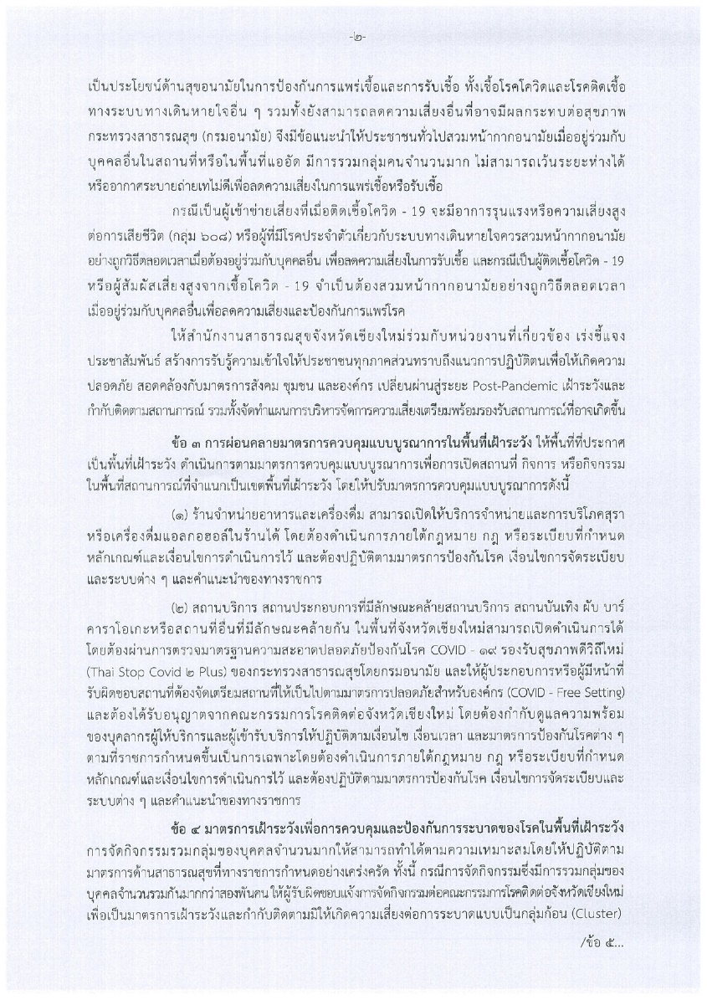 -๒-
เป็นประโยชน์ด้านสุขอนามัยในการป้องกันการแพร่เชื้อและการรับเชื้อ ทั้งเชื้อโรคโควิดและโรคติดเชื้อ
ทางระบบทางเดินหายใจอื่น ๆ รวมทั้งยังสามารถลดความเสี่ยงอื่นที่อาจมีผลกระทบต่อสุขภาพ
กระทรวงสาธารณสุข (กรมอนามัย) จึงมีข้อแนะนำให้ประชาชนทั่วไปสวมหน้ากากอนามัยเมื่ออยู่ร่วมกับ
บุคคลอื่นในสถานที่หรือในพื้นที่แออัด มีการรวมกลุ่มคนจำนวนมาก ไม่สามารถเว้นระยะห่างได้
หรืออากาศระบายถ่ายเทไม่ดีเพื่อลดความเสี่ยงในการแพร่เชื้อหรือรับเชื้อ
กรณีเป็นผู้เข้าข่ายเสี่ยงที่เมื่อติดเชื้อโควิด - 19 จะมีอาการรุนแรงหรือความเสี่ยงสูง
ต่อการเสียชีวิต (กลุ่ม ๖๐๘) หรือผู้ที่มีโรคประจำตัวเกี่ยวกับระบบทางเดินหายใจควรสวมหน้ากากอนามัย
อย่างถูกวิธีตลอดเวลาเมื่อต้องอยู่ร่วมกับบุคคลอื่น เพื่อลดความเสี่ยงในการรับเชื้อ และกรณีเป็นผู้ติดเชื้อโควิด - 19
หรือผู้สัมผัสเสี่ยงสูงจากเชื้อโควิด - 19 จำเป็นต้องสวมหน้ากากอนามัยอย่างถูกวิธีตลอดเวลา
เมื่ออยู่ร่วมกับบุคคลอื่นเพื่อลดความเสี่ยงและป้องกันการแพร่โรค
ให้สำนักงานสาธารณสุขจังหวัดเชียงใหม่ร่วมกับหน่วยงานที่เกี่ยวข้อง เร่งชี้แจง
ประชาสัมพันธ์ สร้างการรับรู้ความเข้าใจให้ประชาชนทุกภาคส่วนทราบถึงแนวการปฏิบัติตนเพื่อให้เกิดความ
ปลอดภัย สอดคล้องกับมาตรการสังคม ชุมชน และองค์กร เปลี่ยนผ่านสู่ระยะ Post-Pandemic เฝ้าระวังและ
กำกับติดตามสถานการณ์ รวมทั้งจัดทำแผนการบริหารจัดการความเสี่ยงเตรียมพร้อมรองรับสถานการณ์ที่อาจเกิดขึ้น
ข้อ ๓ การผ่อนคลายมาตรการควบคุมแบบบูรณาการในพื้นที่เฝ้าระวัง ให้พื้นที่ที่ประกาศ
เป็นพื้นที่เฝ้าระวัง ดำเนินการตามมาตรการควบคุมแบบบูรณาการเพื่อการเปิดสถานที่ กิจการ หรือกิจกรรม
ในพื้นที่สถานการณ์ที่จำแนกเป็นเขตพื้นที่เฝ้าระวัง โดยให้ปรับมาตรการควบคุมแบบบูรณาการดังนี้
(๑) ร้านจำหน่ายอาหารและเครื่องดื่ม สามารถเปิดให้บริการจำหน่ายและการบริโภคสุรา
หรือเครื่องดื่มแอลกอฮอล์ในร้านได้ โดยต้องดำเนินการภายใต้กฎหมาย กฎ หรือระเบียบที่กำหนด
หลักเกณฑ์และเงื่อนไขการดำเนินการไว้ และต้องปฏิบัติตามมาตรการป้องกันโรค เงื่อนไขการจัดระเบียบ
และระบบต่าง ๆ และคำแนะนำของทางราชการ
(๒) สถานบริการ สถานประกอบการที่มีลักษณะคล้ายสถานบริการ สถานบันเทิง ผับ บาร์
คาราโอเกะหรือสถานที่อื่นที่มีลักษณะคล้ายกัน ในพื้นที่จังหวัดเชียงใหม่สามารถเปิดดำเนินการได้
โดยต้องผ่านการตรวจมาตรฐานความสะอาดปลอดภัยป้องกันโรค COVID - ๑๙ รองรับสุขภาพดีวิถีใหม่
(Thai Stop Covid ๒ Plus) ของกระทรวงสาธารณสุขโดยกรมอนามัย และให้ผู้ประกอบการหรือผู้มีหน้าที่
รับผิดชอบสถานที่ต้องจัดเตรียมสถานที่ให้เป็นไปตามมาตรการปลอดภัยสำหรับองค์กร (COVID - Free Setting)
และต้องได้รับอนุญาตจากคณะกรรมการโรคติดต่อจังหวัดเชียงใหม่ โดยต้องกำกับดูแลความพร้อม
ของบุคลากรผู้ให้บริการและผู้เข้ารับบริการให้ปฏิบัติตามเงื่อนไข เงื่อนเวลา และมาตรการป้องกันโรคต่าง ๆ
ตามที่ราชการกำหนดขึ้นเป็นการเฉพาะโดยต้องดำเนินการภายใต้กฎหมาย กฎ หรือระเบียบที่กำหนด
หลักเกณฑ์และเงื่อนไขการดำเนินการไว้ และต้องปฏิบัติตามมาตรการป้องกันโรค เงื่อนไขการจัดระเบียบและ
ระบบต่าง ๆ และคำแนะนำของทางราชการ
ข้อ ๔ มาตรการเฝ้าระวังเพื่อการควบคุมและป้องกันการระบาดของโรคในพื้นที่เฝ้าระวัง
การจัดกิจกรรมรวมกลุ่มของบุคคลจำนวนมากให้สามารถทำได้ตามความเหมาะสมโดยให้ปฏิบัติตาม
มาตรการด้านสาธารณสุขที่ทางราชการกำหนดอย่างเคร่งครัด ทั้งนี้ กรณีการจัดกิจกรรมซึ่งมีการรวมกลุ่มของ
บุคคลจำนวนรวมกันมากกว่าสองพันคน ให้ผู้รับผิดชอบแจ้งการจัดกิจกรรมต่อคณะกรรมการโรคติดต่อจังหวัดเชียงใหม่
เพื่อเป็นมาตรการเฝ้าระวังและกำกับติดตามมิให้เกิดความเสี่ยงต่อการระบาดแบบเป็นกลุ่มก้อน (Cluster)
/ข้อ ๕...